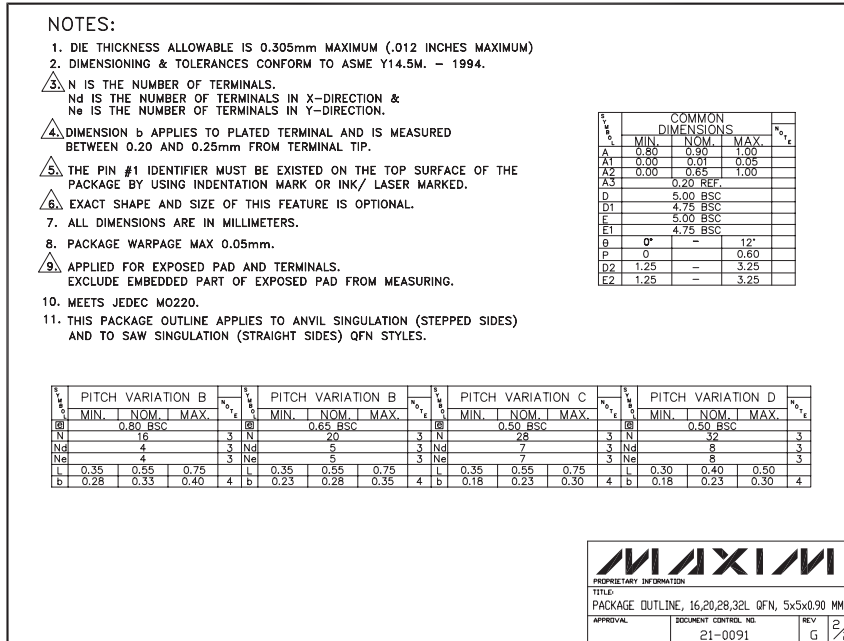 NOTES:
1. DIE THICKNESS ALLOWABLE IS 0.305mm MAXIMUM (.012 INCHES MAXIMUM)
2. DIMENSIONING & TOLERANCES CONFORM TO ASME Y14.5M. – 1994.
3. N IS THE NUMBER OF TERMINALS.
Nd IS THE NUMBER OF TERMINALS IN X-DIRECTION &
Ne IS THE NUMBER OF TERMINALS IN Y-DIRECTION.
4. DIMENSION b APPLIES TO PLATED TERMINAL AND IS MEASURED
BETWEEN 0.20 AND 0.25mm FROM TERMINAL TIP.
5. THE PIN #1 IDENTIFIER MUST BE EXISTED ON THE TOP SURFACE OF THE
PACKAGE BY USING INDENTATION MARK OR INK/ LASER MARKED.
6. EXACT SHAPE AND SIZE OF THIS FEATURE IS OPTIONAL.
7. ALL DIMENSIONS ARE IN MILLIMETERS.
8. PACKAGE WARPAGE MAX 0.05mm.
9. APPLIED FOR EXPOSED PAD AND TERMINALS.
EXCLUDE EMBEDDED PART OF EXPOSED PAD FROM MEASURING.
10. MEETS JEDEC MO220.
11. THIS PACKAGE OUTLINE APPLIES TO ANVIL SINGULATION (STEPPED SIDES)
AND TO SAW SINGULATION (STRAIGHT SIDES) QFN STYLES.
SYMBOL COMMON DIMENSIONS NOTE
MIN. NOM. MAX.
A 0.80 0.90 1.00
A1 0.00 0.01 0.05
A2 0.00 0.65 1.00
A3 0.20 REF.
D 5.00 BSC
D1 4.75 BSC
E 5.00 BSC
E1 4.75 BSC
θ 0° – 12°
P 0 0.60
D2 1.25 – 3.25
E2 1.25 – 3.25
SYMBOL PITCH VARIATION B NOTE SYMBOL PITCH VARIATION B NOTE SYMBOL PITCH VARIATION C NOTE SYMBOL PITCH VARIATION D NOTE
MIN. NOM. MAX. MIN. NOM. MAX. MIN. NOM. MAX. MIN. NOM. MAX.
e 0.80 BSC e 0.65 BSC e 0.50 BSC e 0.50 BSC
N 16 3 N 20 3 N 28 3 N 32 3
Nd 4 3 Nd 5 3 Nd 7 3 Nd 8 3
Ne 4 3 Ne 5 3 Ne 7 3 Ne 8 3
L 0.35 0.55 0.75 L 0.35 0.55 0.75 L 0.35 0.55 0.75 L 0.30 0.40 0.50
b 0.28 0.33 0.40 4 b 0.23 0.28 0.35 4 b 0.18 0.23 0.30 4 b 0.18 0.23 0.30 4
MAXIM
PROPRIETARY INFORMATION
TITLE:
PACKAGE OUTLINE, 16,20,28,32L QFN, 5x5x0.90 MM
APPROVAL DOCUMENT CONTROL NO. REV
21-0091 G 2/